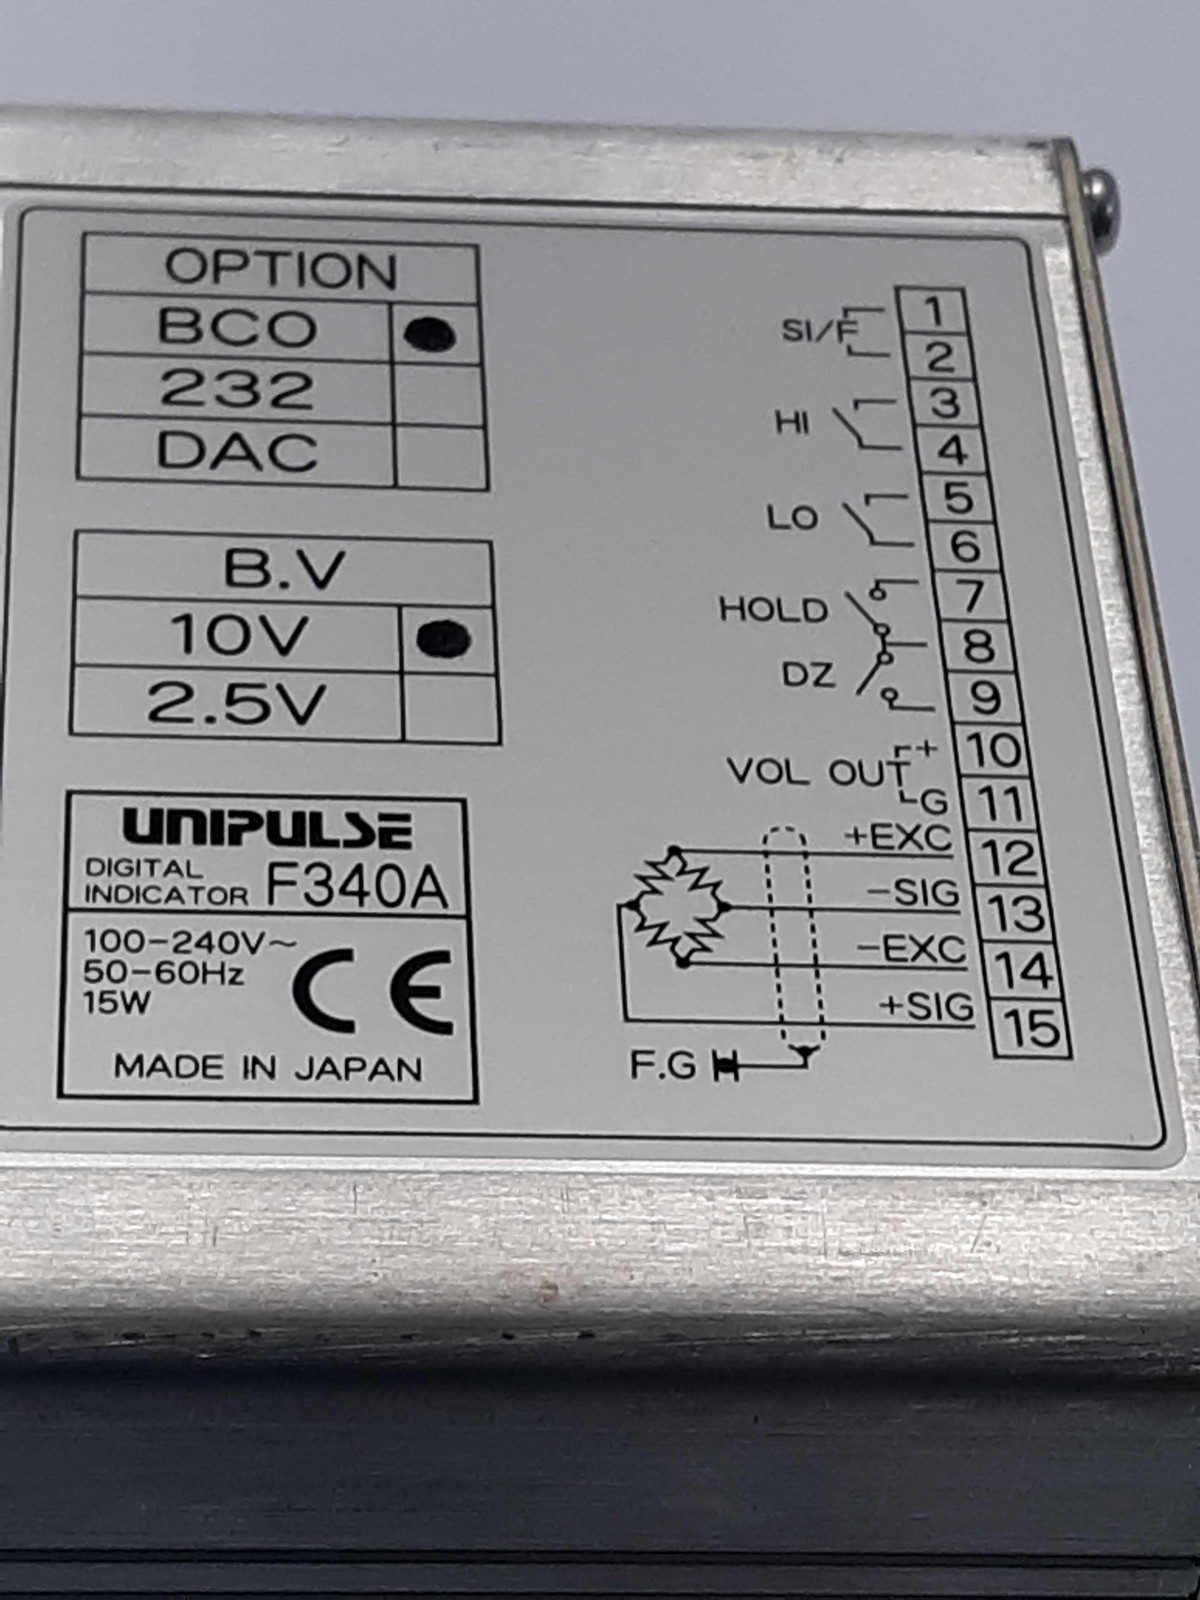 OPTION
BCO
232
DAC
B.V
10V
2.5V
UNIPULSE
DIGITAL
INDICATOR F340A
100-240V~
50-60Hz
15W
CE
MADE IN JAPAN
SI/F
1
2
HI
3
4
LO
5
6
HOLD
7
8
DZ
9
VOL OUT
+
10
G
11
+EXC
12
-SIG
13
-EXC
14
+SIG
15
F.G